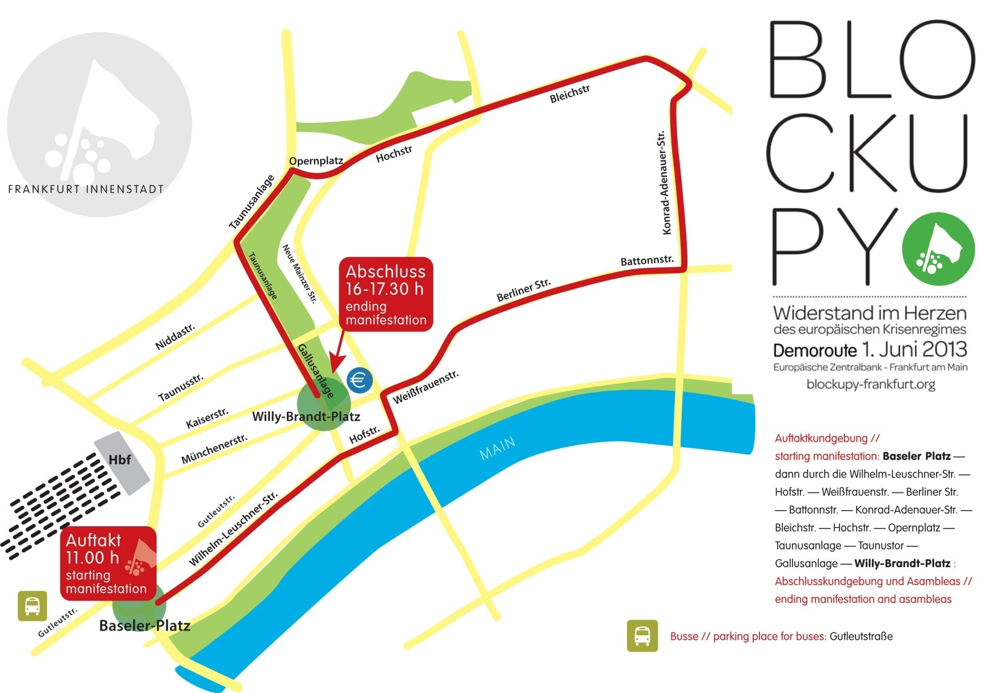 BLO
CKU
PY
Widerstand im Herzen
des europäischen Krisenregimes
Demoroute 1. Juni 2013
Europäische Zentralbank - Frankfurt am Main
blockupy-frankfurt.org
Auftaktkundgebung //
starting manifestation: Baseler Platz —
dann durch die Wilhelm-Leuschner-Str. —
Hofstr. — Weißfrauenstr. — Berliner Str.
— Battonnstr. — Konrad-Adenauer-Str. —
Bleichstr. — Hochstr. — Opernplatz —
Taunusanlage — Taunustor —
Gallusanlage — Willy-Brandt-Platz :
Abschlusskundgebung und Asambleas //
ending manifestation and asambleas
Busse // parking place for buses: Gutleutstraße
FRANKFURT INNENSTADT
Bleichstr
Hochstr
Opernplatz
Taunusanlage
Konrad-Adenauer-Str.
Taunusanlage
Neue Mainzer Str.
Abschluss
16-17.30 h
ending
manifestation
Battonnstr.
Berliner Str.
Niddastr.
Gallusanlage
€
Taunusstr.
Weißfrauenstr.
Kaiserstr.
Willy-Brandt-Platz
Hofstr.
Münchenerstr.
MAIN
Hbf
Gutleutstr.
Wilhelm-Leuschner-Str.
Auftakt
11.00 h
starting
manifestation
Gutleutstr.
Baseler-Platz